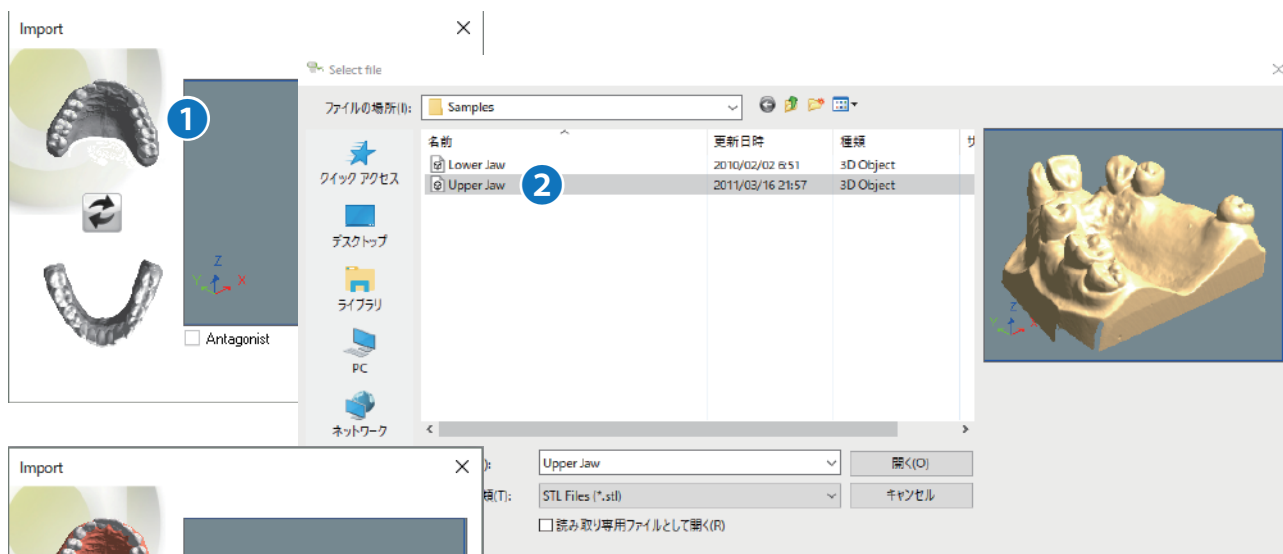 Import
1
Z
Y
X
Antagonist
Select file
ファイルの場所(I):
Samples
名前
更新日時
種類
サ
Lower Jaw
2010/02/02 6:51
3D Object
Upper Jaw
2
2011/03/16 21:57
3D Object
クイック アクセス
デスクトップ
ライブラリ
PC
ネットワーク
Z
Y
X
):
Upper Jaw
開く(O)
類(T):
STL Files (*.stl)
キャンセル
読み取り専用ファイルとして開く(R)
Import